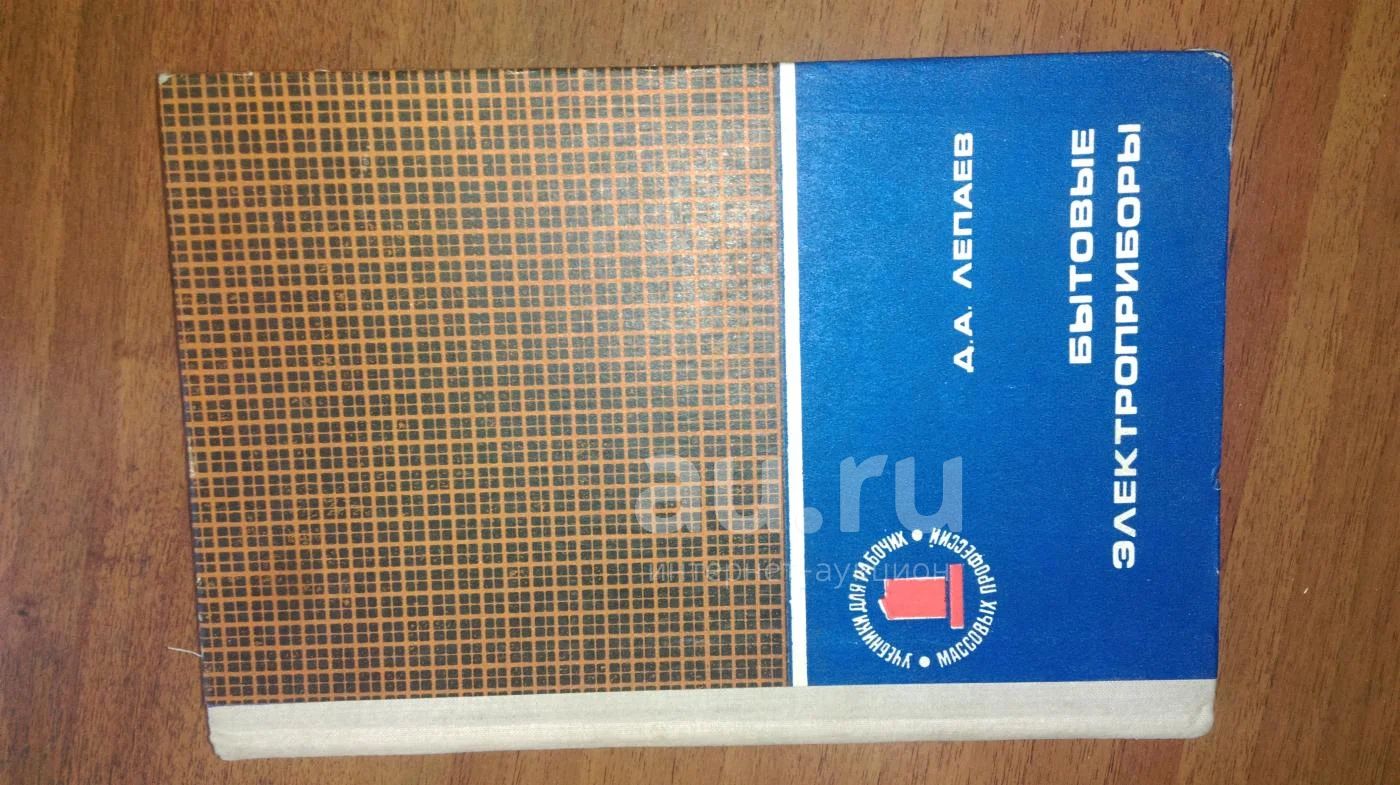 Д.А. ЛЕПАЕВ
БЫТОВЫЕ
ЭЛЕКТРОПРИБОРЫ
УЧЕБНИКИ ДЛЯ РАБОЧИХ • МАССОВЫХ ПРОФЕССИЙ •
au.ru
интернет-аукцион